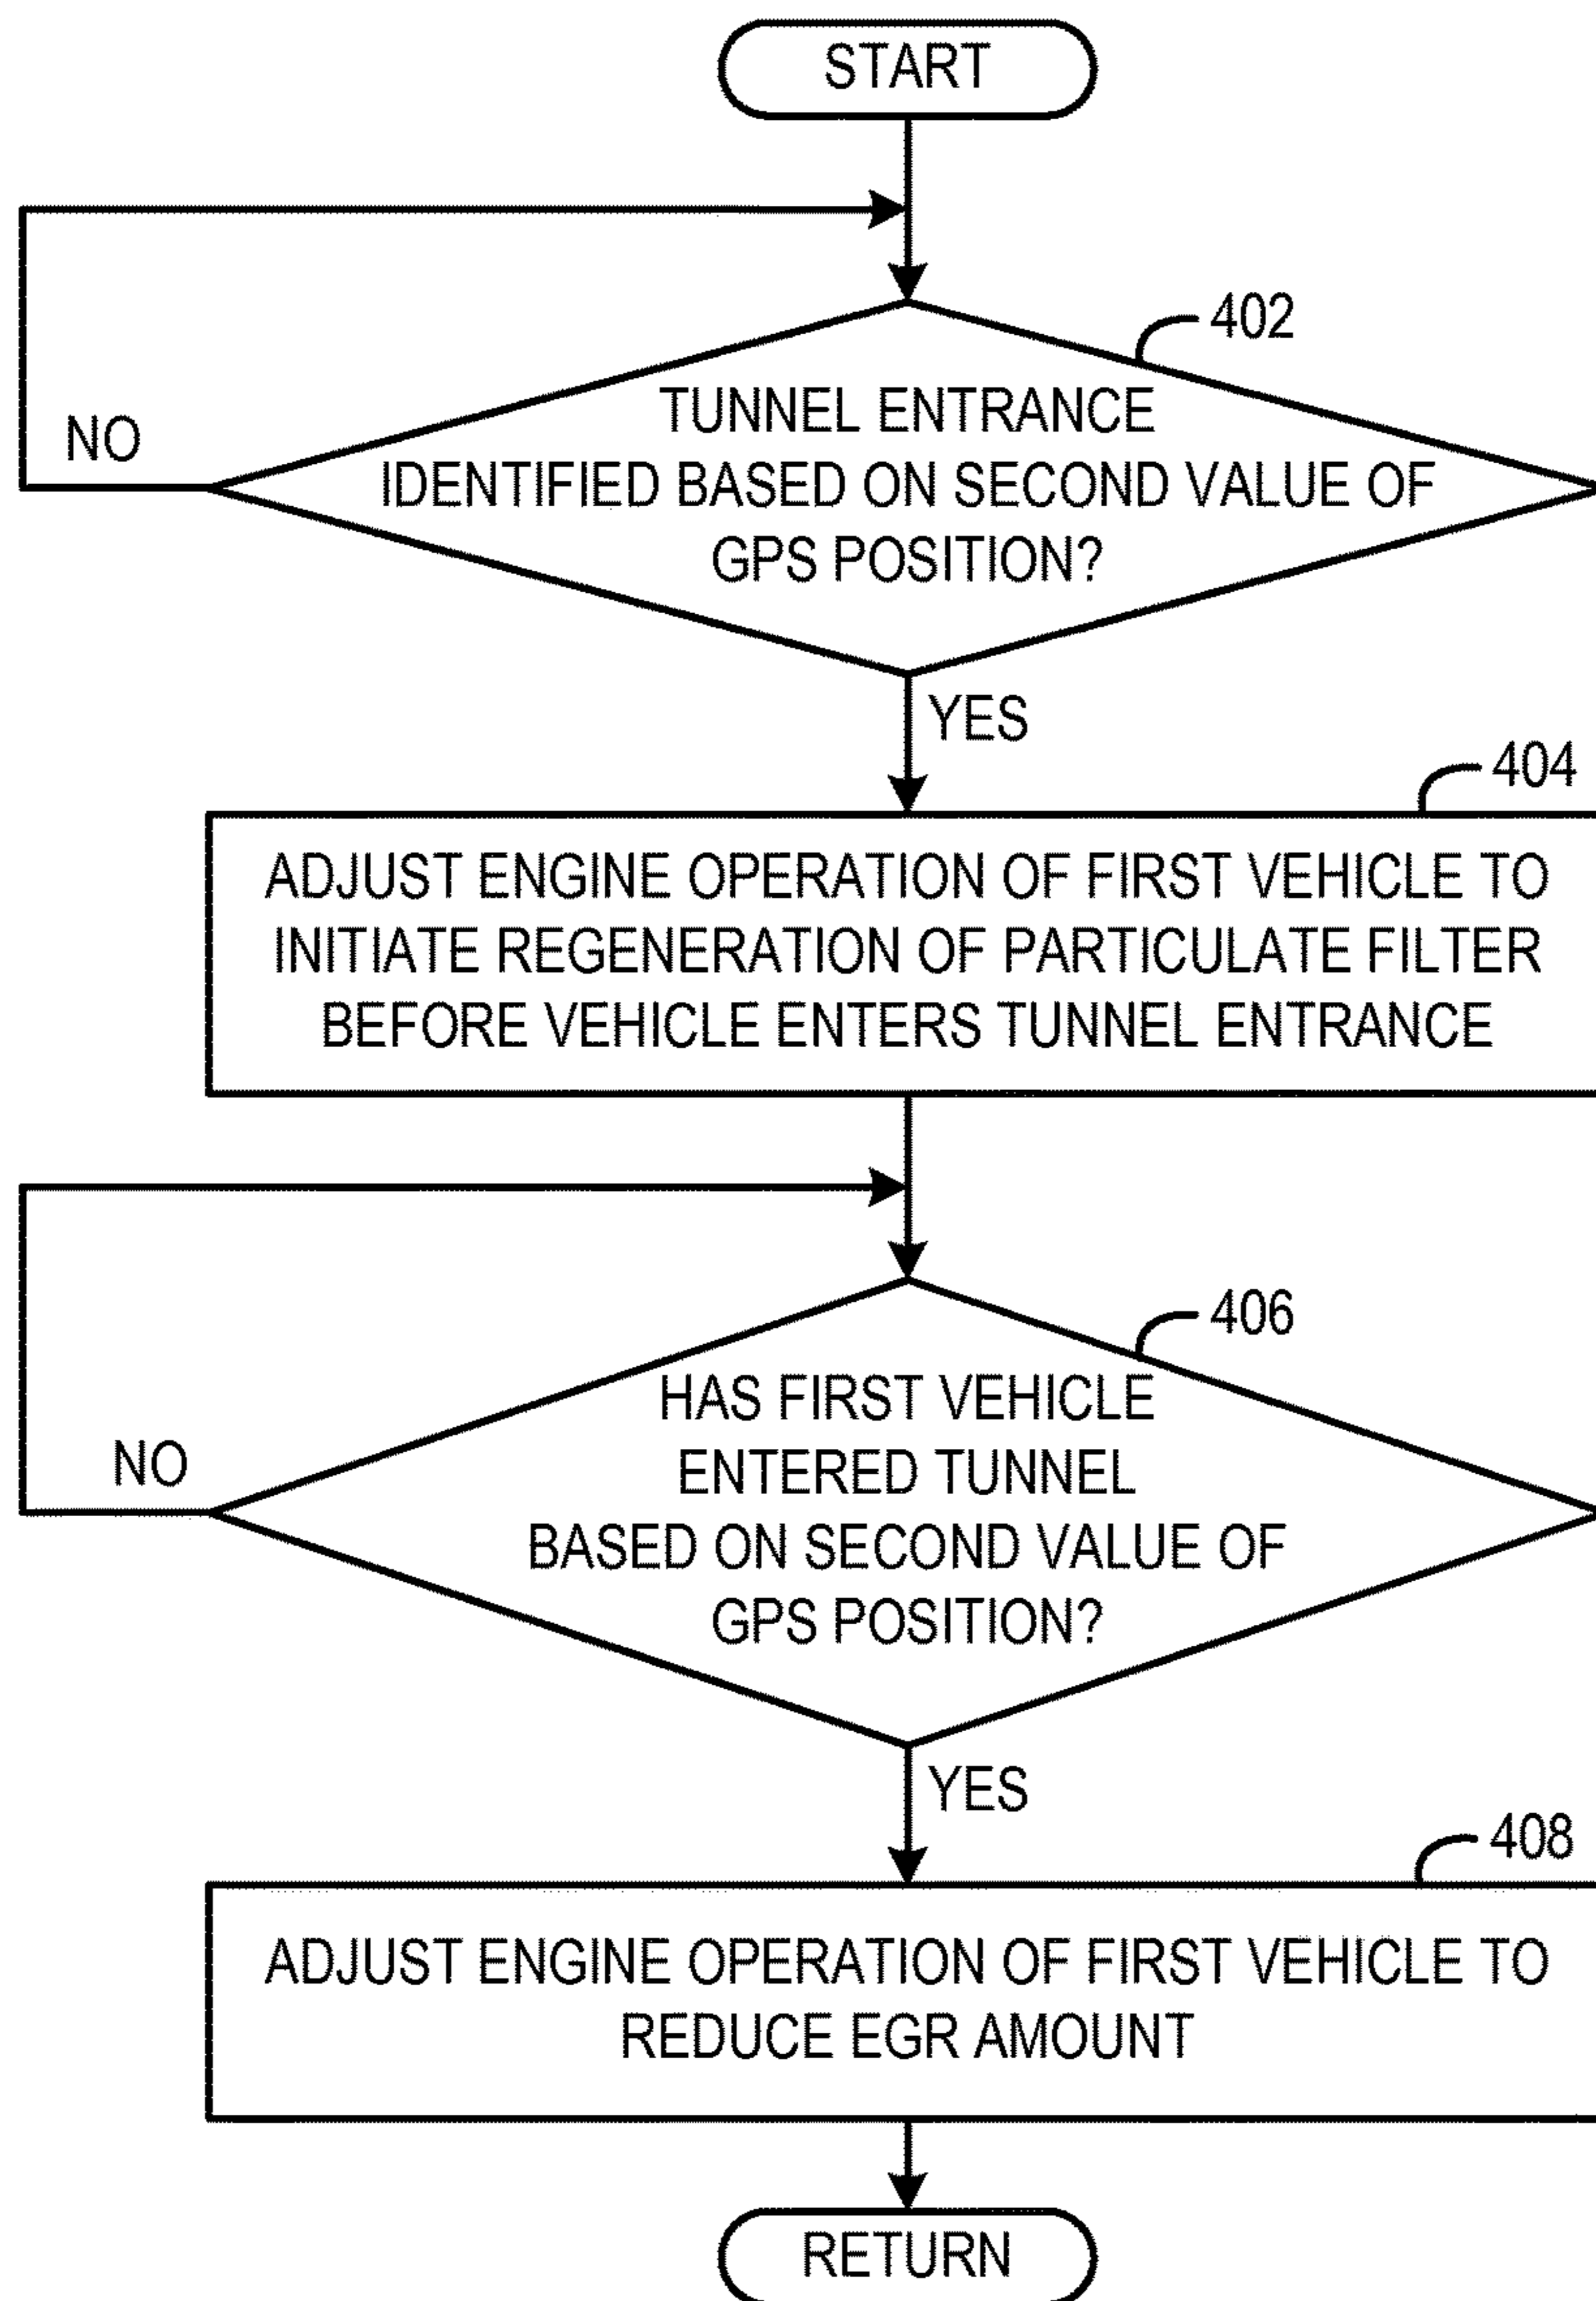 START
402
TUNNEL ENTRANCE
IDENTIFIED BASED ON SECOND VALUE OF
GPS POSITION?
NO
YES
404
ADJUST ENGINE OPERATION OF FIRST VEHICLE TO
INITIATE REGENERATION OF PARTICULATE FILTER
BEFORE VEHICLE ENTERS TUNNEL ENTRANCE
406
HAS FIRST VEHICLE
ENTERED TUNNEL
BASED ON SECOND VALUE OF
GPS POSITION?
NO
YES
408
ADJUST ENGINE OPERATION OF FIRST VEHICLE TO
REDUCE EGR AMOUNT
RETURN